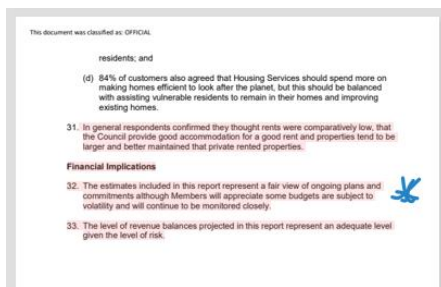 This document was classified as: OFFICIAL
residents; and
(d) 84% of customers also agreed that Housing Services should spend more on
making homes efficient to look after the planet, but this should be balanced
with assisting vulnerable residents to remain in their homes and improving
existing homes.
31. In general respondents confirmed they thought rents were comparatively low, that
the Council provide good accommodation for a good rent and properties tend to be
larger and better maintained that private rented properties.
Financial Implications
32. The estimates included in this report represent a fair view of ongoing plans and
commitments although Members will appreciate some budgets are subject to
volatility and will continue to be monitored closely.
33. The level of revenue balances projected in this report represent an adequate level
given the level of risk.